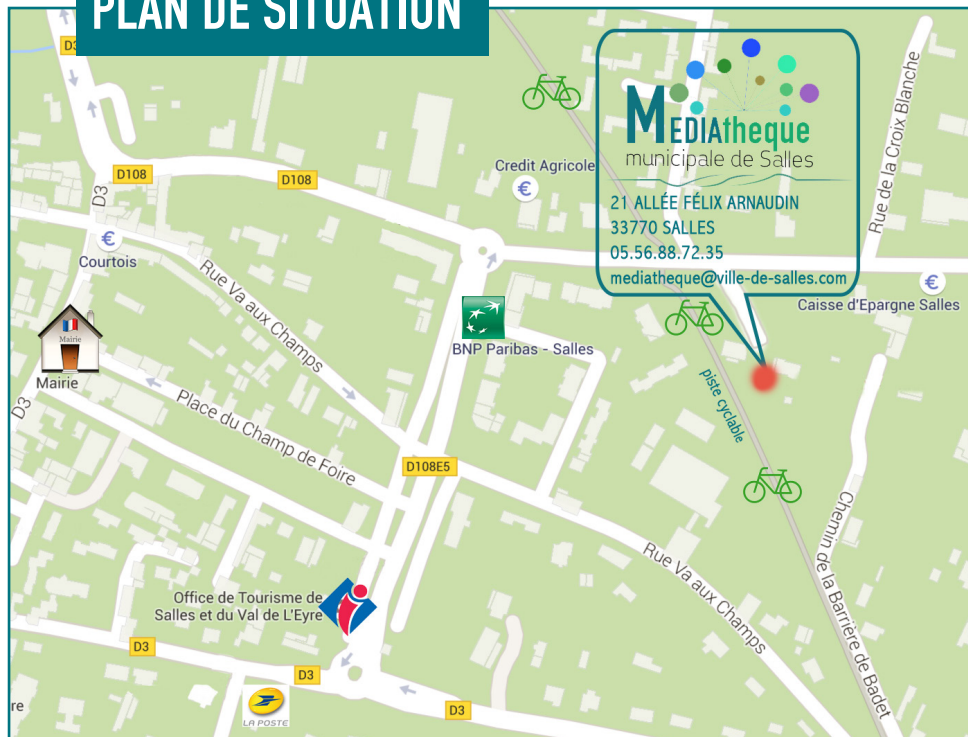 PLAN DE SITUATION
MEDIAtheque
municipale de Salles
21 ALLÉE FÉLIX ARNAUDIN
33770 SALLES
05.56.88.72.35
mediatheque@ville-de-salles.com
Rue de la Croix Blanche
Credit Agricole
€
D108
D108
D3
€
Courtois
Rue Va aux Champs
€
Caisse d'Epargne Salles
BNP Paribas - Salles
Mairie
Mairie
D3
Place du Champ de Foire
piste cyclable
D108E5
Chemin de la Barrière de Badet
Rue Va aux Champs
Office de Tourisme de
Salles et du Val de L'Eyre
D3
D3
D3
LA POSTE
re